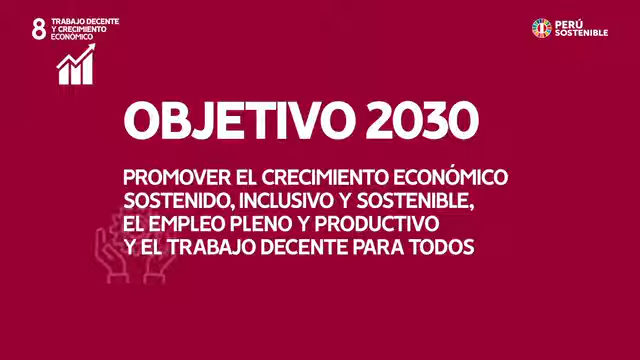 8 TRABAJO DECENTE
Y CRECIMIENTO
ECONÓMICO
PERÚ
SOSTENIBLE
OBJETIVO 2030
PROMOVER EL CRECIMIENTO ECONÓMICO
SOSTENIDO, INCLUSIVO Y SOSTENIBLE,
EL EMPLEO PLENO Y PRODUCTIVO
Y EL TRABAJO DECENTE PARA TODOS